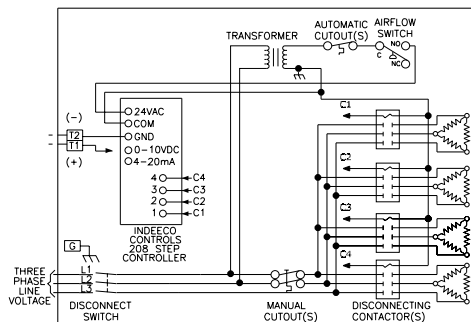 TRANSFORMER
AUTOMATIC
CUTOUT(S)
AIRFLOW
SWITCH
NO
C
NC
24VAC
COM
GND
0-10VDC
4-20mA
(-)
T2
T1
(+)
4 C4
3 C3
2 C2
1 C1
INDEECO
CONTROLS
208 STEP
CONTROLLER
C1
C2
C3
C4
G
THREE
PHASE
LINE
VOLTAGE
L1
L2
L3
DISCONNECT
SWITCH
MANUAL
CUTOUT(S)
DISCONNECTING
CONTACTOR(S)